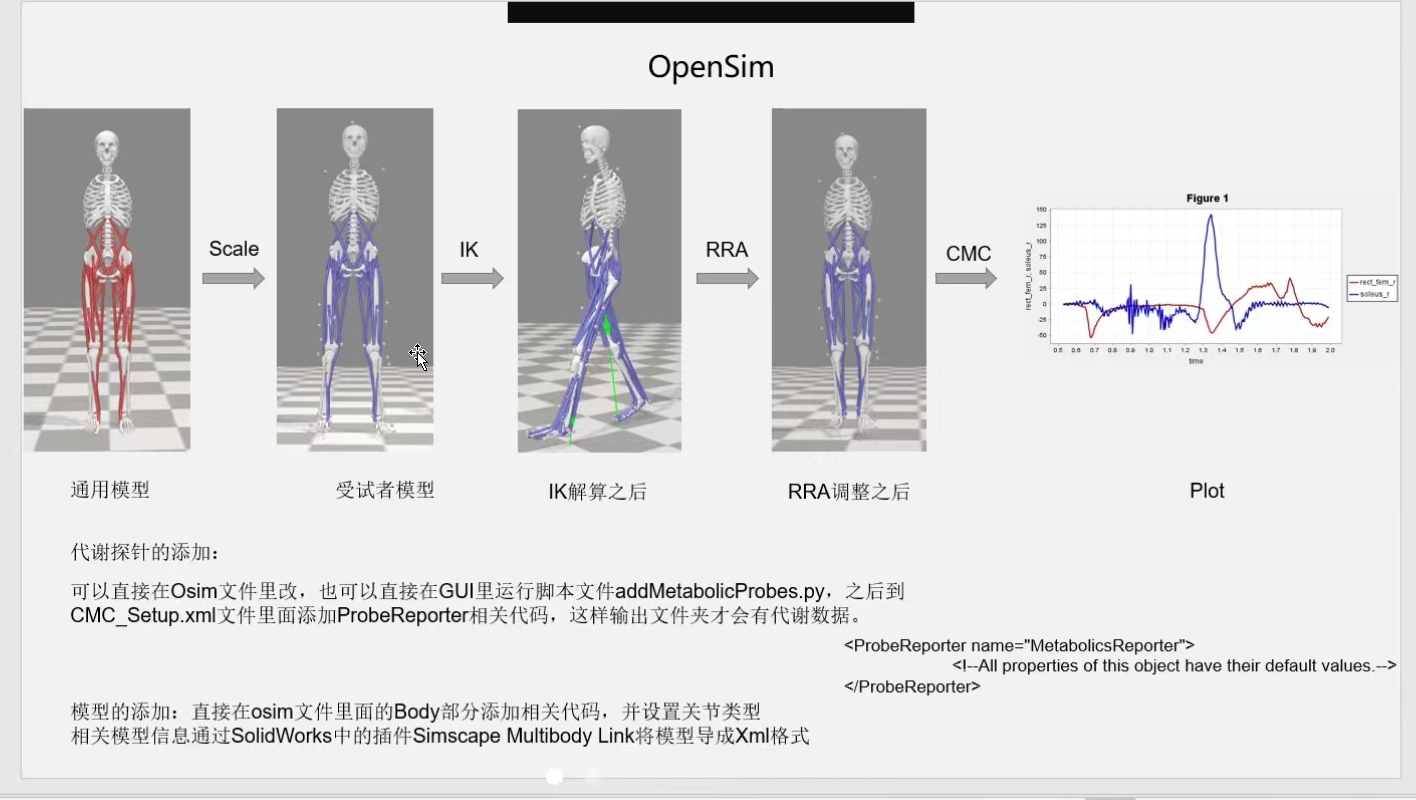 OpenSim
Scale
IK
RRA
CMC
Figure 1
150
125
100
75
50
25
0
-25
-50
rect_fem_r, soleus_r
0.5 0.6 0.7 0.8 0.9 1.0 1.1 1.2 1.3 1.4 1.5 1.6 1.7 1.8 1.9 2.0
time
rect_fem_r
soleus_r
通用模型
受试者模型
IK解算之后
RRA调整之后
Plot
代谢探针的添加：
可以直接在Osim文件里改，也可以直接在GUI里运行脚本文件addMetabolicProbes.py，之后到
CMC_Setup.xml文件里面添加ProbeReporter相关代码，这样输出文件夹才会有代谢数据。
<ProbeReporter name="MetabolicsReporter">
<!--All properties of this object have their default values.-->
</ProbeReporter>
模型的添加：直接在osim文件里面的Body部分添加相关代码，并设置关节类型
相关模型信息通过SolidWorks中的插件Simscape Multibody Link将模型导成Xml格式